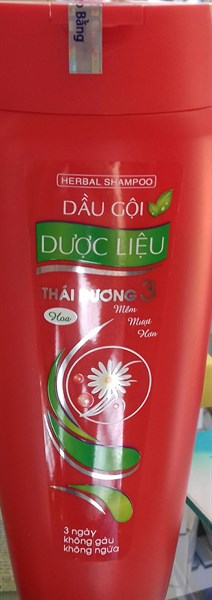 HERBAL SHAMPOO
DẦU GỘI
DƯỢC LIỆU
THÁI DƯƠNG 3
Hoa
Mềm
Mượt
Hơn
3 ngày
không gàu
không ngứa